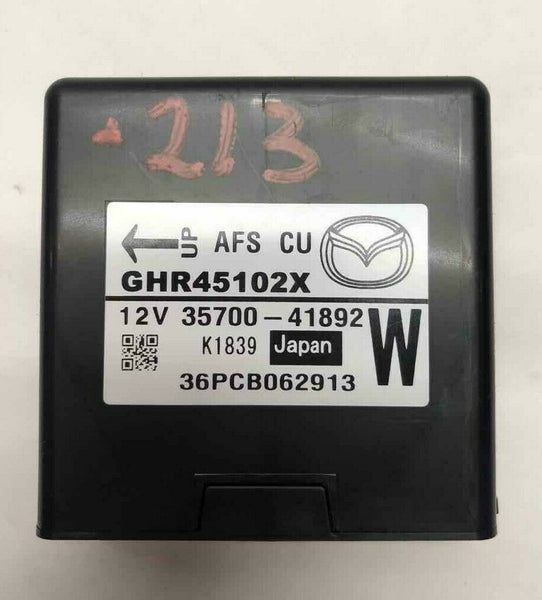 -213
UP AFS CU
GHR45102X
12V 35700-41892
K1839 Japan W
36PCB062913